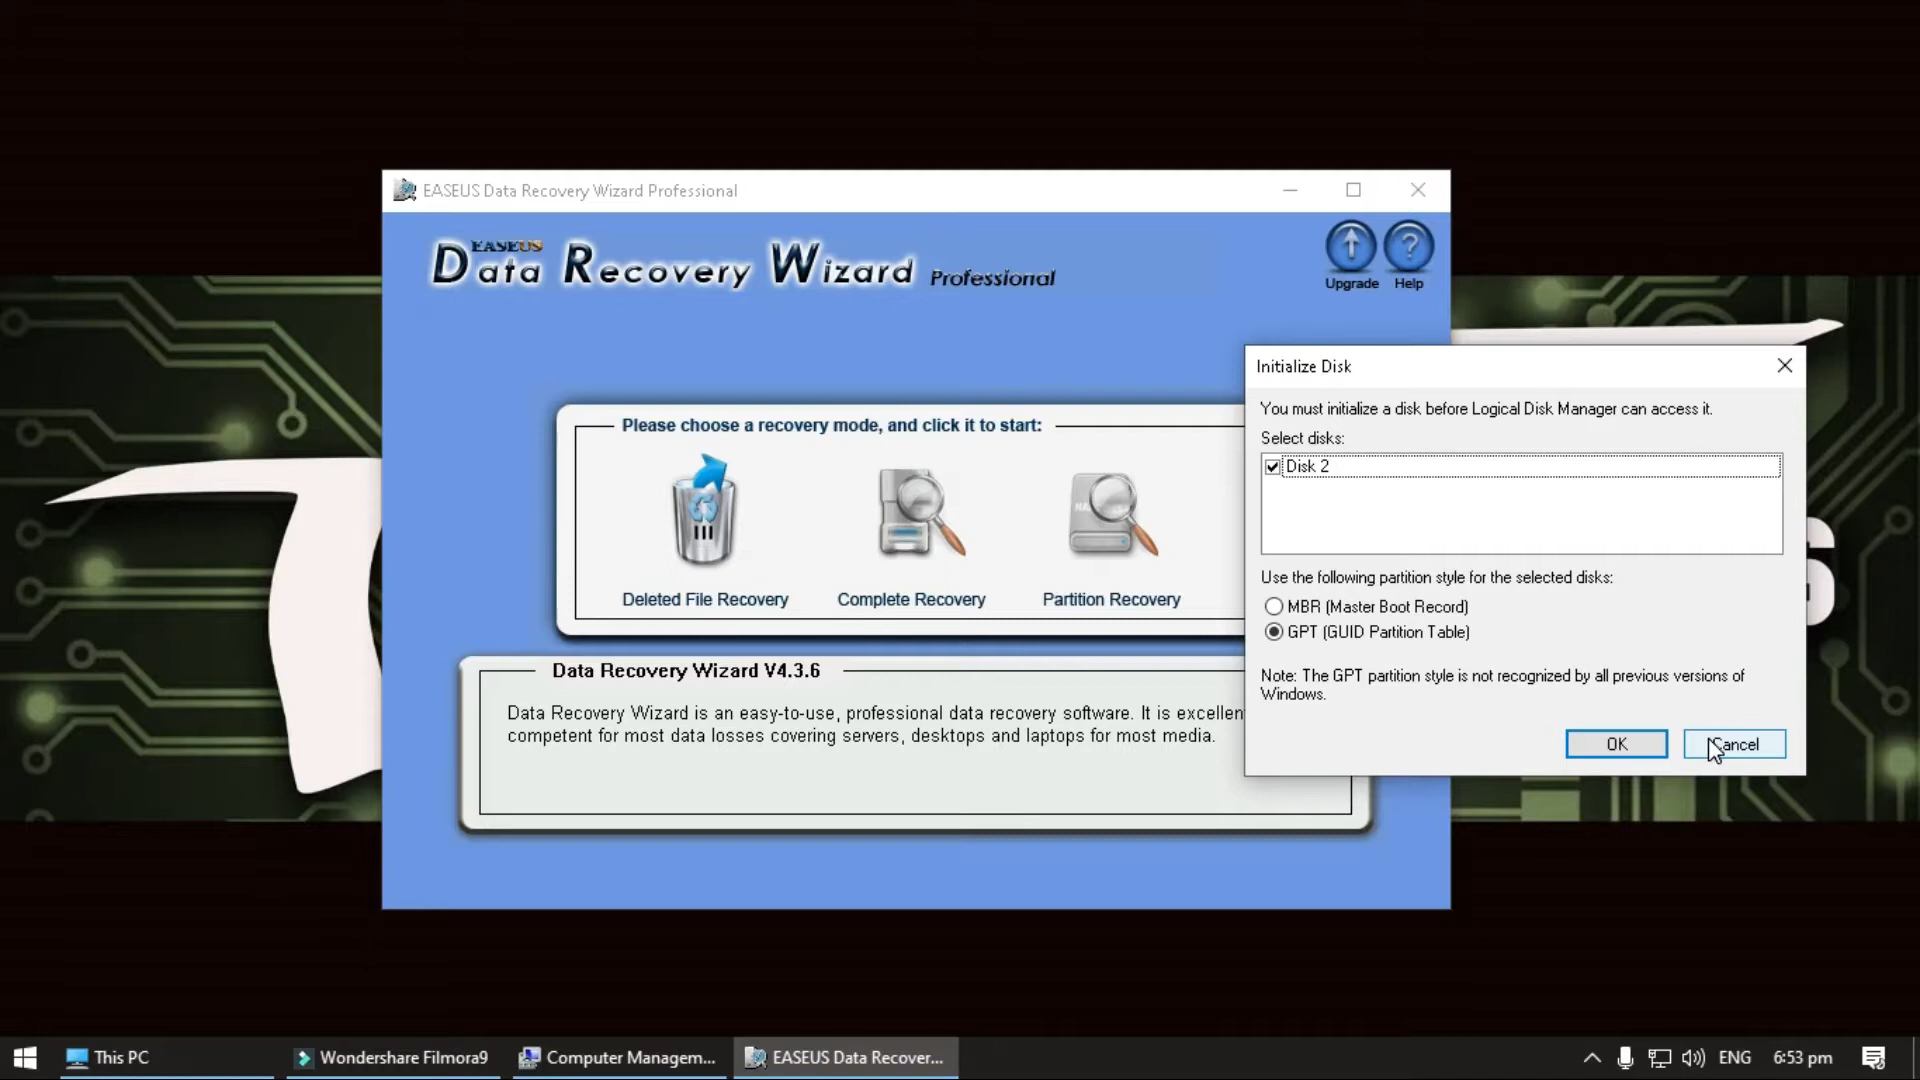 EASEUS Data Recovery Wizard Professional
EASEUS
Data Recovery Wizard Professional
Upgrade
Help
Please choose a recovery mode, and click it to start:
Deleted File Recovery
Complete Recovery
Partition Recovery
Data Recovery Wizard V4.3.6
Data Recovery Wizard is an easy-to-use, professional data recovery software. It is excellen
competent for most data losses covering servers, desktops and laptops for most media.
Initialize Disk
You must initialize a disk before Logical Disk Manager can access it.
Select disks:
Disk 2
Use the following partition style for the selected disks:
MBR (Master Boot Record)
GPT (GUID Partition Table)
Note: The GPT partition style is not recognized by all previous versions of
Windows.
OK
Cancel
This PC
Wondershare Filmora9
Computer Managem...
EASEUS Data Recover...
ENG
6:53 pm